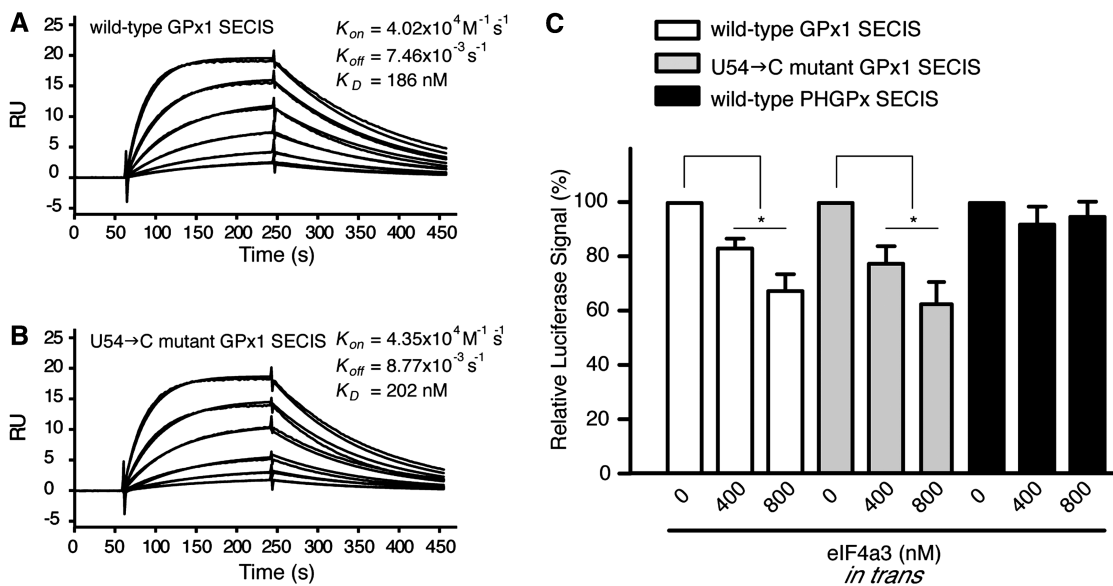 A
wild-type GPx1 SECIS
Kon = 4.02x10⁴ M⁻¹ s⁻¹
Koff = 7.46x10⁻³ s⁻¹
KD = 186 nM
RU
25
20
15
10
5
0
-5
0 50 100 150 200 250 300 350 400 450
Time (s)
B
U54→C mutant GPx1 SECIS
Kon = 4.35x10⁴ M⁻¹ s⁻¹
Koff = 8.77x10⁻³ s⁻¹
KD = 202 nM
RU
25
20
15
10
5
0
-5
0 50 100 150 200 250 300 350 400 450
Time (s)
C
wild-type GPx1 SECIS
U54→C mutant GPx1 SECIS
wild-type PHGPx SECIS
Relative Luciferase Signal (%)
100
80
60
40
20
0
* *
0 400 800 0 400 800 0 400 800
eIF4a3 (nM)
in trans